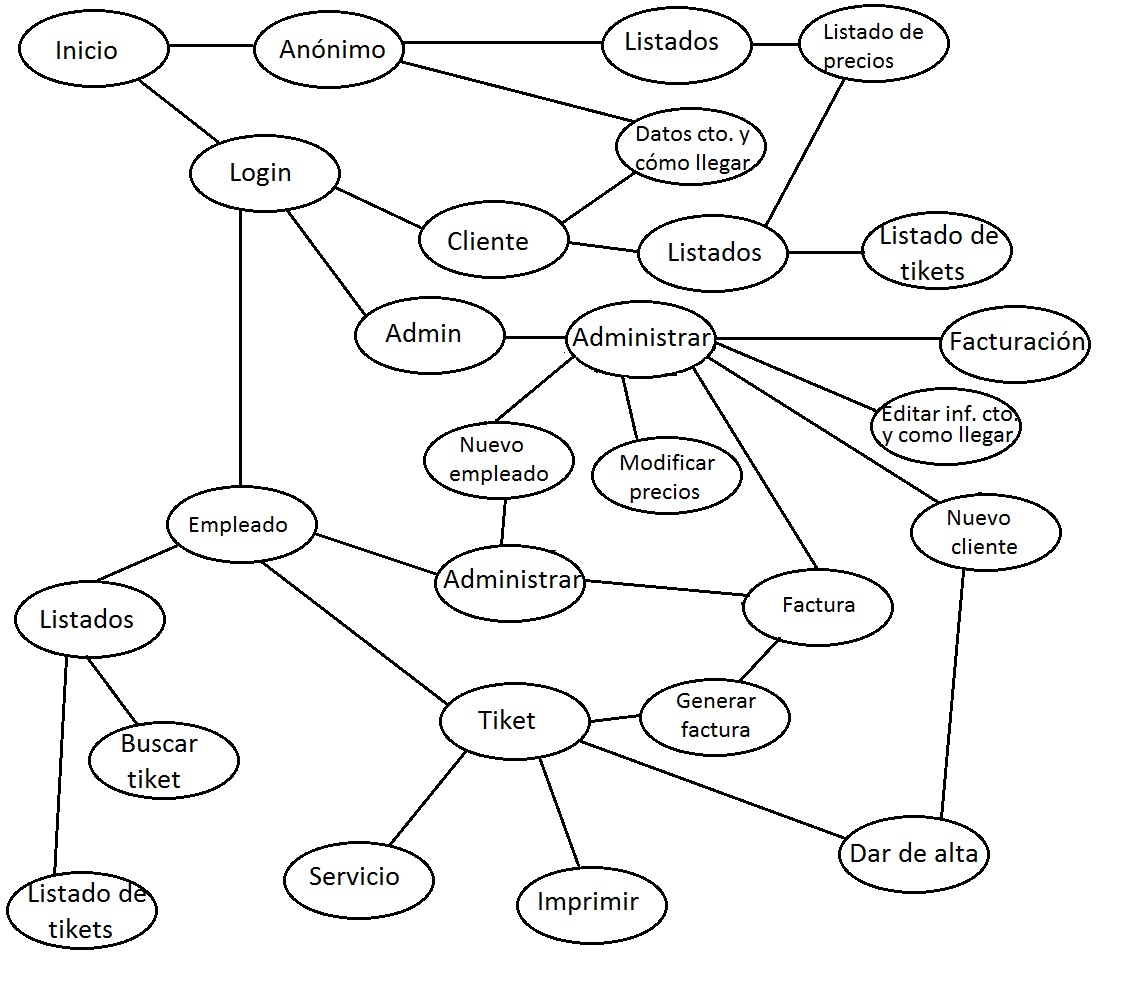 Inicio
Anónimo
Listados
Listado de
precios
Datos cto. y
cómo llegar
Login
Cliente
Listados
Listado de
tikets
Admin
Administrar
Facturación
Editar inf. cto.
y como llegar
Nuevo
empleado
Modificar
precios
Nuevo
cliente
Empleado
Administrar
Factura
Listados
Tiket
Generar
factura
Buscar
tiket
Servicio
Imprimir
Dar de alta
Listado de
tikets